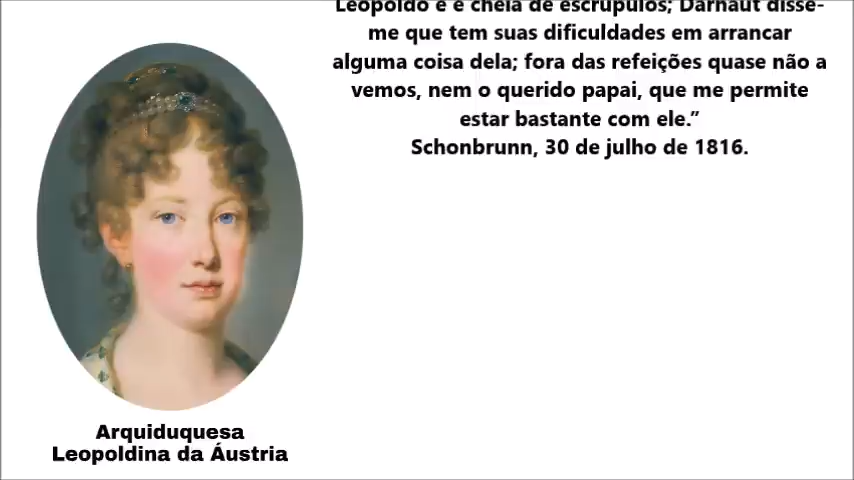 Leopoldo e é cheia de escrúpulos; Darnaut disse-
me que tem suas dificuldades em arrancar
alguma coisa dela; fora das refeições quase não a
vemos, nem o querido papai, que me permite
estar bastante com ele.”
Schonbrunn, 30 de julho de 1816.
Arquiduquesa
Leopoldina da Áustria